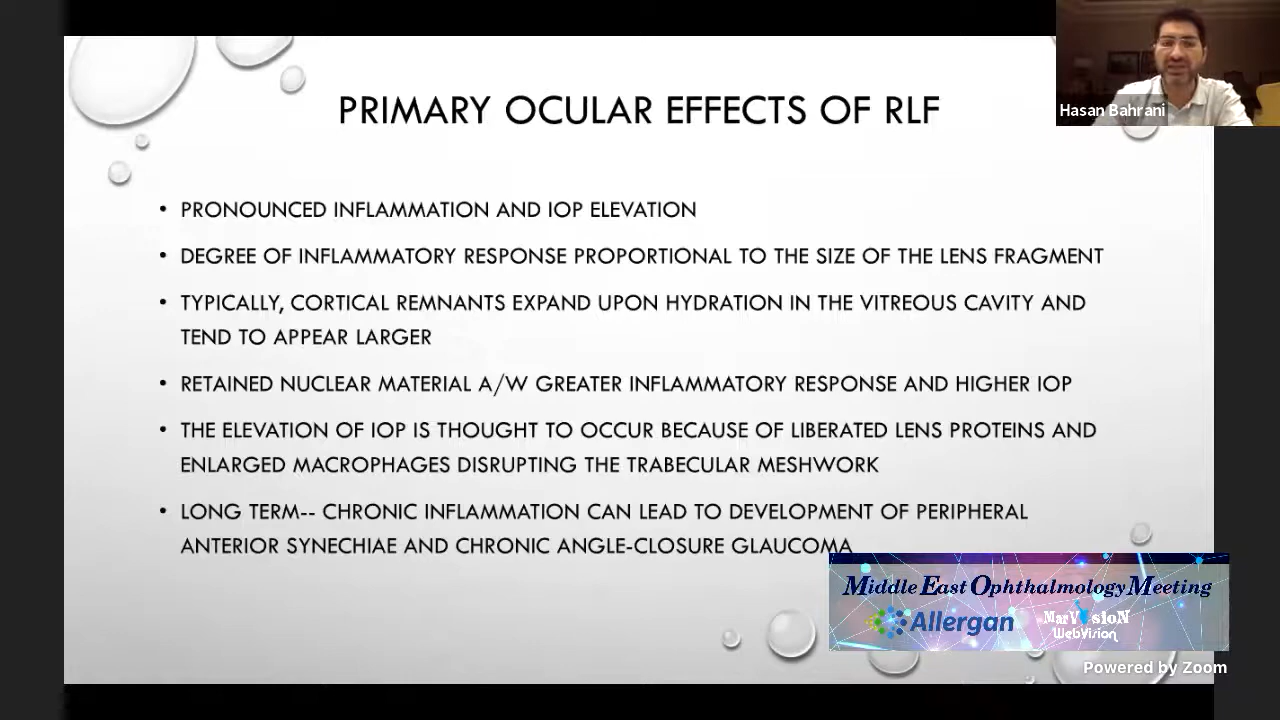 PRIMARY OCULAR EFFECTS OF RLF
Hasan Bahrani
• PRONOUNCED INFLAMMATION AND IOP ELEVATION
• DEGREE OF INFLAMMATORY RESPONSE PROPORTIONAL TO THE SIZE OF THE LENS FRAGMENT
• TYPICALLY, CORTICAL REMNANTS EXPAND UPON HYDRATION IN THE VITREOUS CAVITY AND
TEND TO APPEAR LARGER
• RETAINED NUCLEAR MATERIAL A/W GREATER INFLAMMATORY RESPONSE AND HIGHER IOP
• THE ELEVATION OF IOP IS THOUGHT TO OCCUR BECAUSE OF LIBERATED LENS PROTEINS AND
ENLARGED MACROPHAGES DISRUPTING THE TRABECULAR MESHWORK
• LONG TERM-- CHRONIC INFLAMMATION CAN LEAD TO DEVELOPMENT OF PERIPHERAL
ANTERIOR SYNECHIAE AND CHRONIC ANGLE-CLOSURE GLAUCOMA
Middle East Ophthalmology Meeting
Allergan
MarVisioN
WebVision
Powered by Zoom